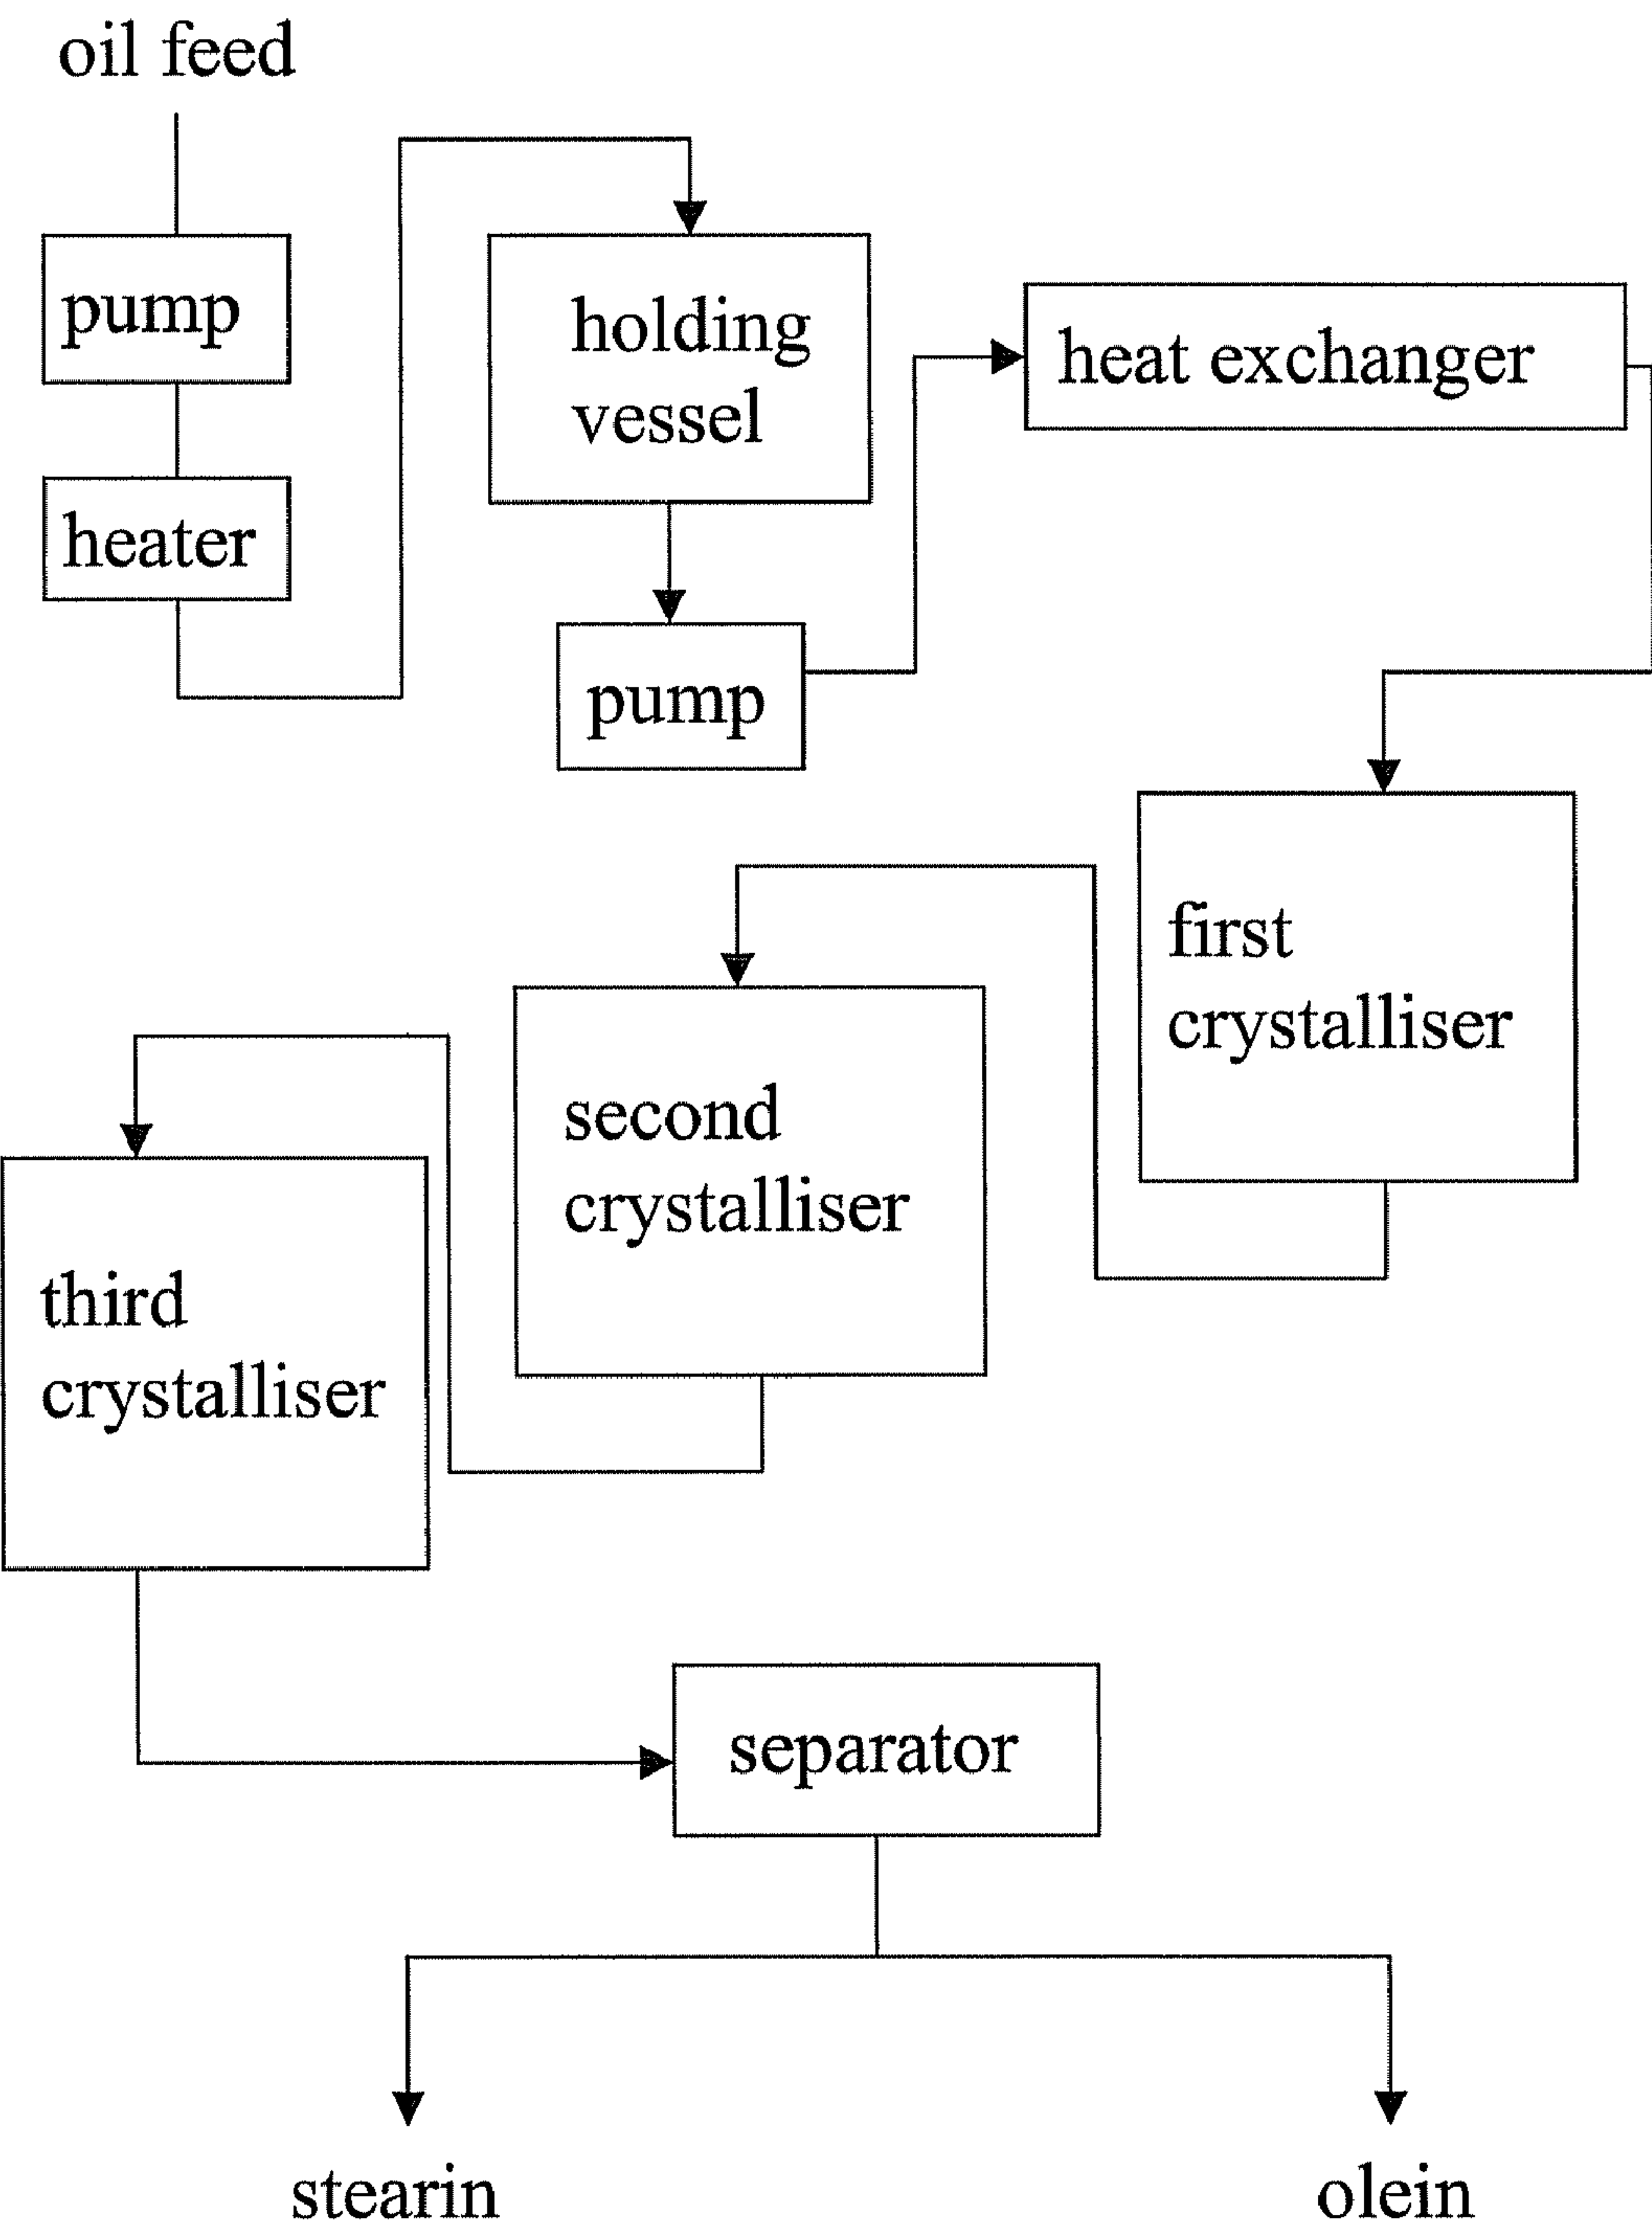 oil feed
pump
heater
holding
vessel
pump
heat exchanger
first
crystalliser
second
crystalliser
third
crystalliser
separator
stearin
olein